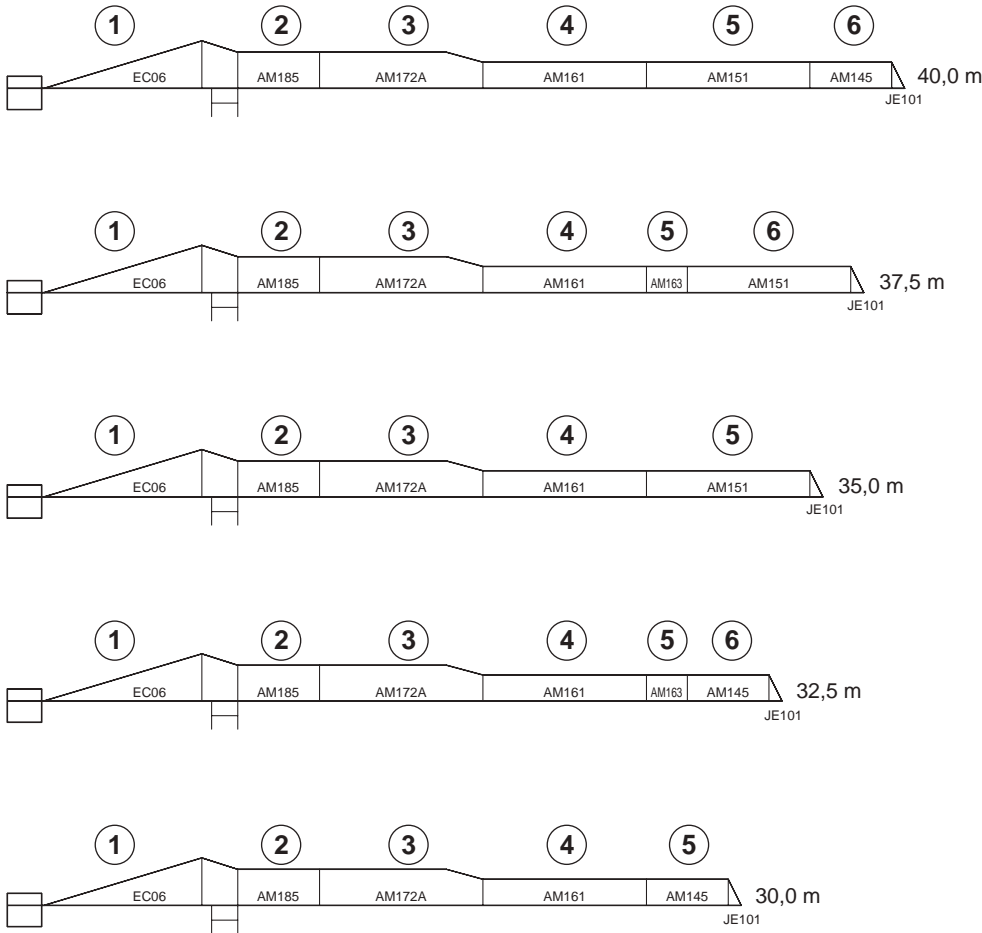 1 2 3 4 5 6
EC06 AM185 AM172A AM161 AM151 AM145 40,0 m
JE101
1 2 3 4 5 6
EC06 AM185 AM172A AM161 AM163 AM151 37,5 m
JE101
1 2 3 4 5
EC06 AM185 AM172A AM161 AM151 35,0 m
JE101
1 2 3 4 5 6
EC06 AM185 AM172A AM161 AM163 AM145 32,5 m
JE101
1 2 3 4 5
EC06 AM185 AM172A AM161 AM145 30,0 m
JE101